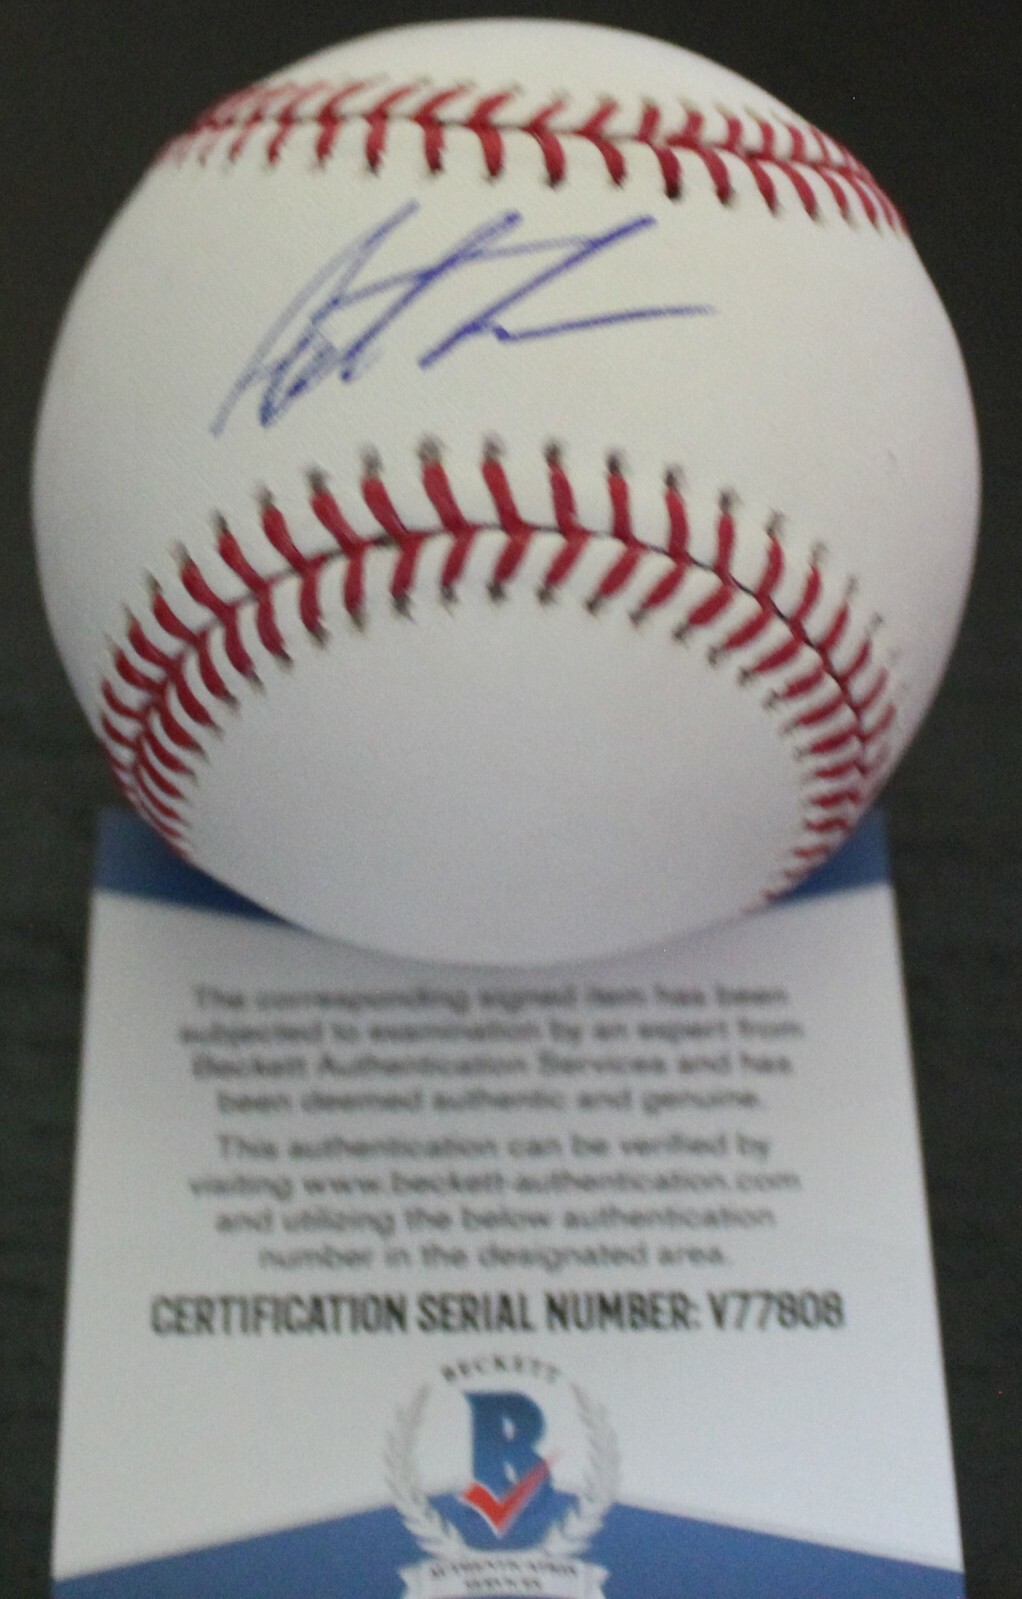 The corresponding signed item has been
subjected to examination by an expert from
Beckett Authentication Services and has
been deemed authentic and genuine.
This authentication can be verified by
visiting www.beckett-authentication.com
and utilizing the below authentication
number in the designated area.
CERTIFICATION SERIAL NUMBER: V77808
BECKETT
B
AUTHENTICATION
SERVICES